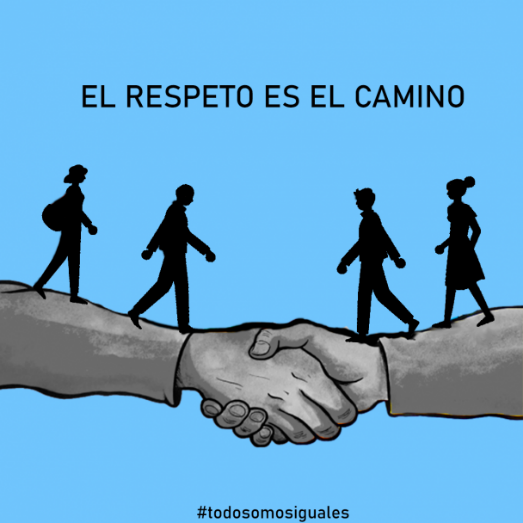 EL RESPETO ES EL CAMINO
#todosomosiguales